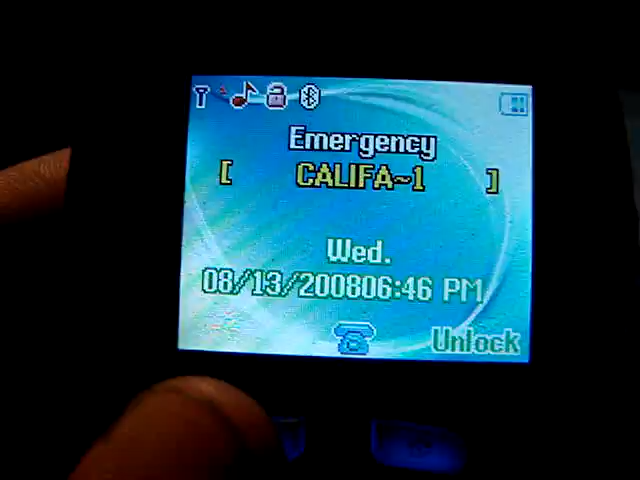 Emergency
[ CALIFA~1 ]
Wed.
08/13/200806:46 PM
Unlock